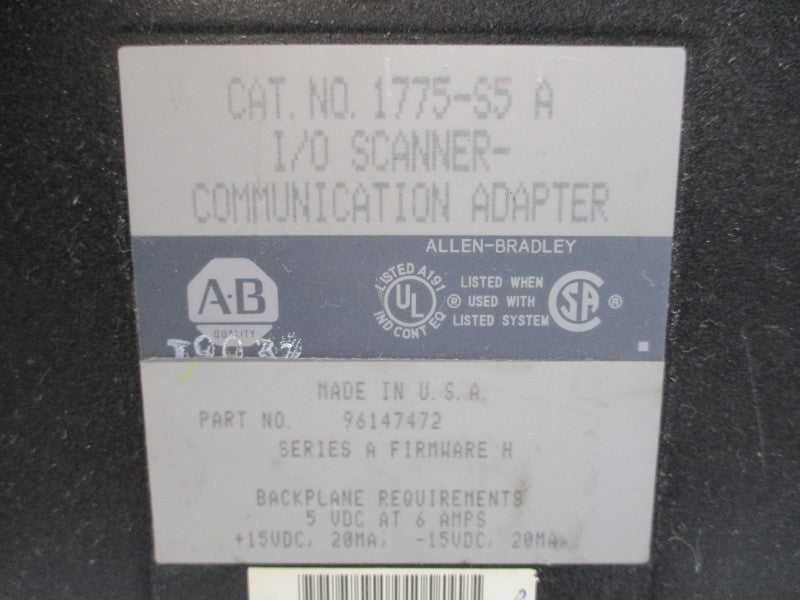 CAT. NO. 1775-S5 A
I/O SCANNER-
COMMUNICATION ADAPTER
ALLEN-BRADLEY
A-B
QUALITY
LISTED A191
UL
IND CONT EQ
®
LISTED WHEN
USED WITH
LISTED SYSTEM
SA ®
MADE IN U.S.A.
PART NO. 96147472
SERIES A FIRMWARE H
BACKPLANE REQUIREMENTS
5 VDC AT 6 AMPS
+15VDC, 20MA; -15VDC, 20MA;